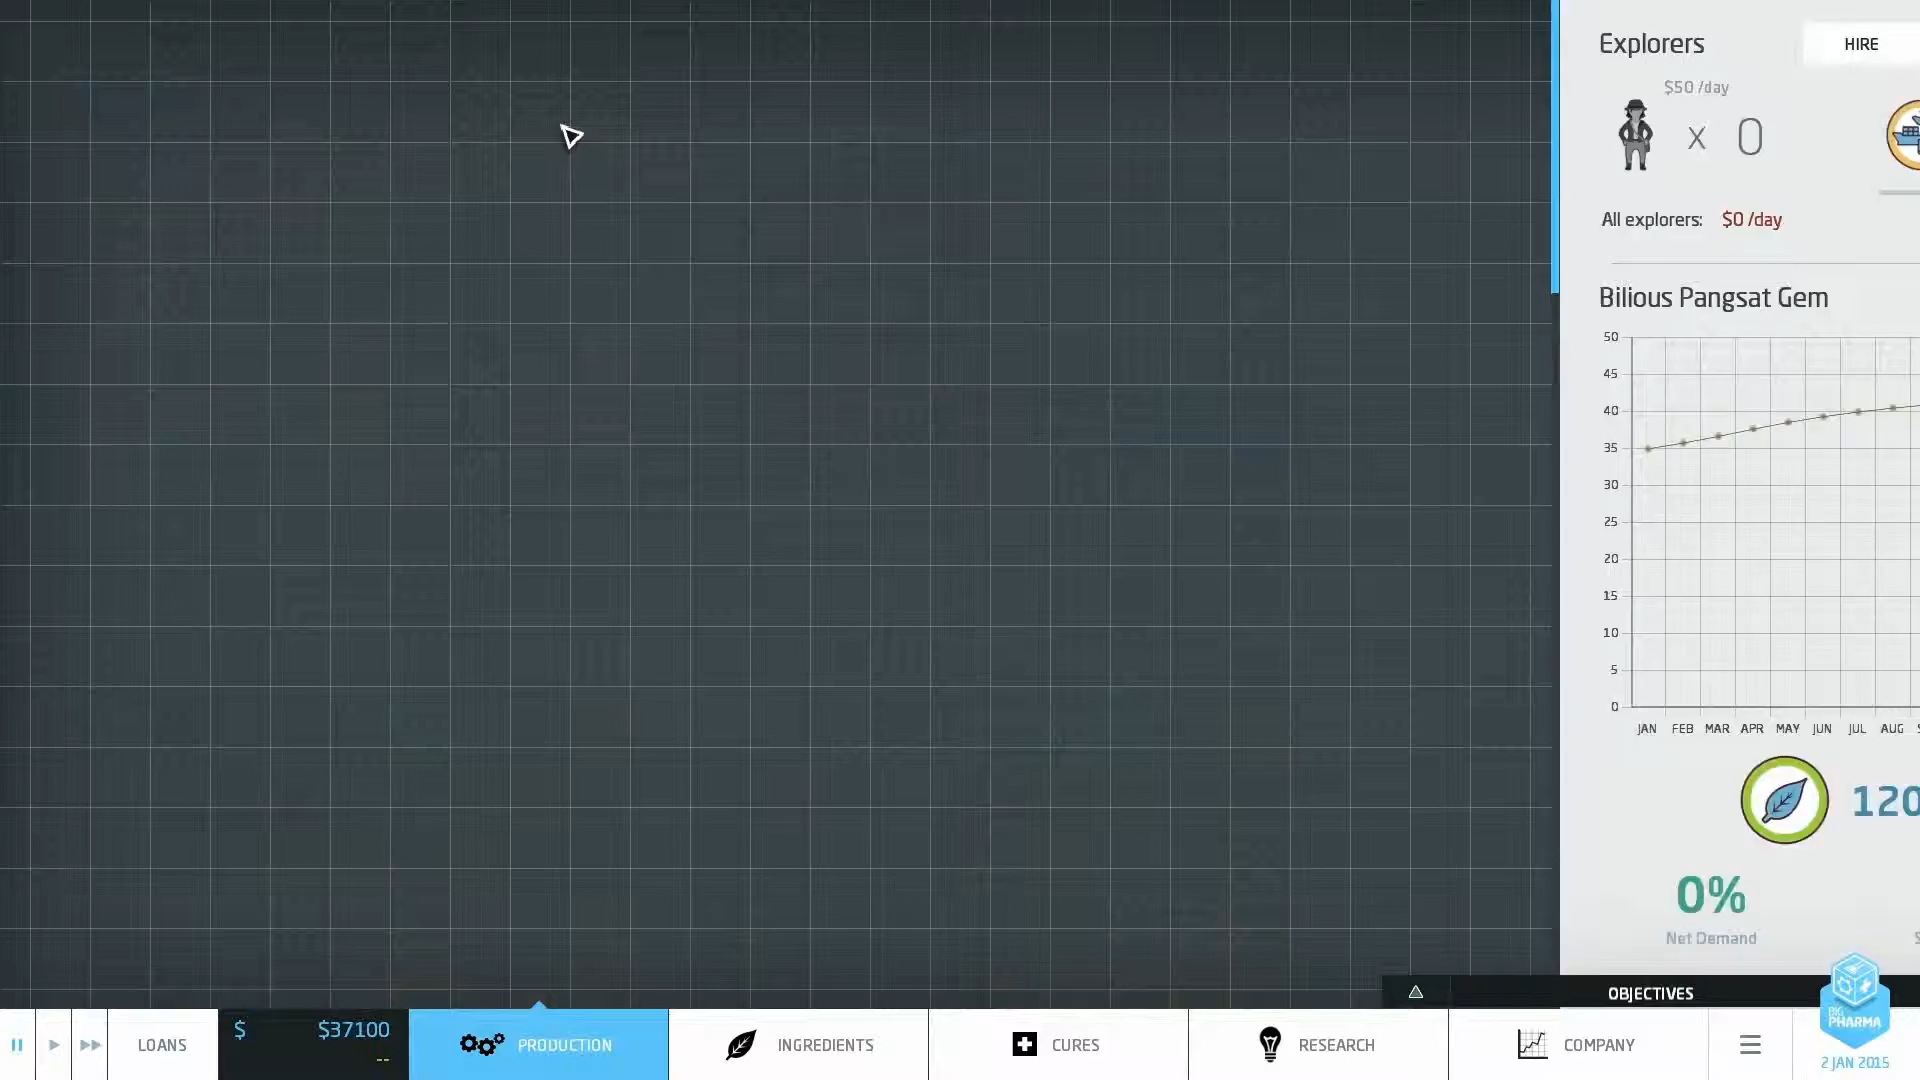 Explorers
HIRE
$50 /day
x 0
All explorers: $0 /day
Bilious Pangsat Gem
50
45
40
35
30
25
20
15
10
5
0
JAN FEB MAR APR MAY JUN JUL AUG
120
0%
Net Demand
OBJECTIVES
LOANS
$ $37100
--
PRODUCTION
INGREDIENTS
CURES
RESEARCH
COMPANY
BIG
PHARMA
2 JAN 2015